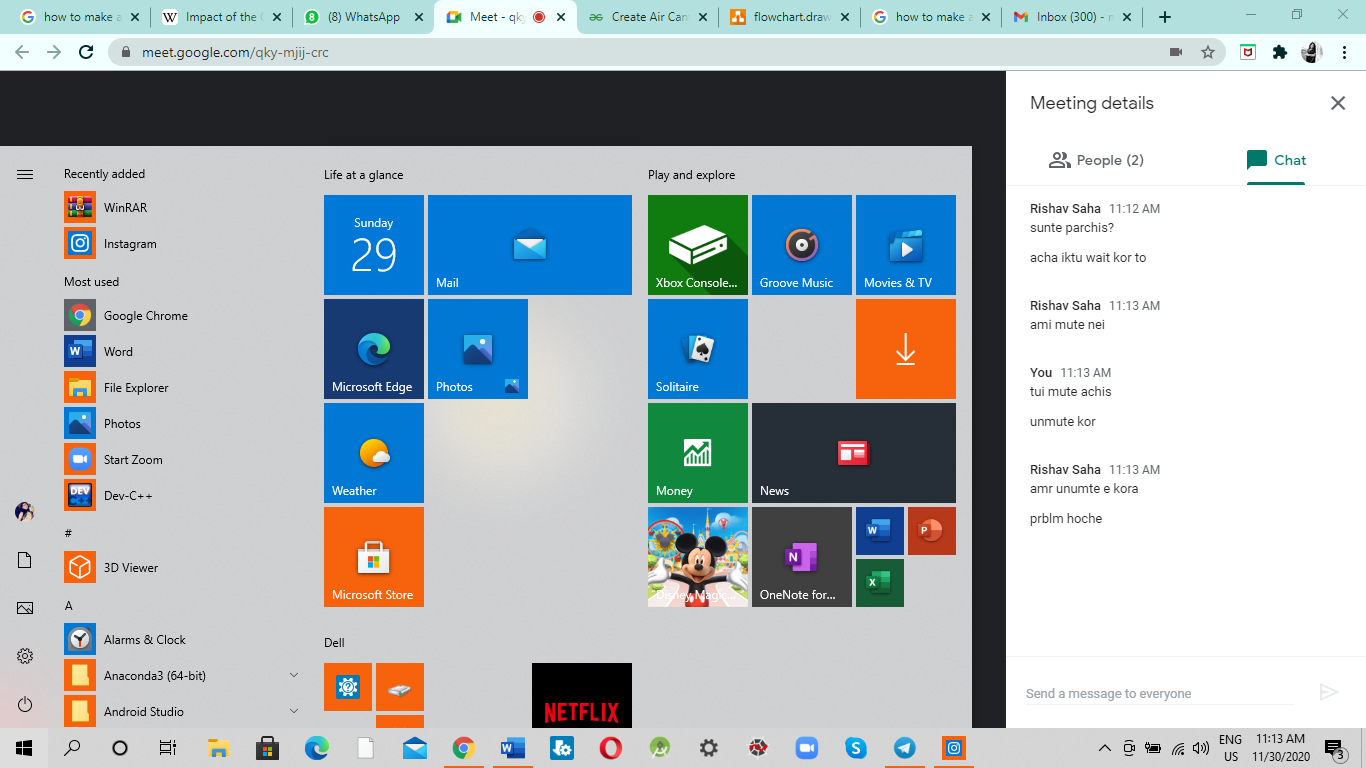 how to make a
Impact of the
(8) WhatsApp
Meet - qky
Create Air Can
flowchart.draw
how to make a
Inbox (300) - m
meet.google.com/qky-mjij-crc
Meeting details
People (2)
Chat
Rishav Saha 11:12 AM
sunte parchis?
acha iktu wait kor to
Rishav Saha 11:13 AM
ami mute nei
You 11:13 AM
tui mute achis
unmute kor
Rishav Saha 11:13 AM
amr unumte e kora
prblm hoche
Send a message to everyone
Recently added
WinRAR
Instagram
Most used
Google Chrome
Word
File Explorer
Photos
Start Zoom
Dev-C++
#
3D Viewer
A
Alarms & Clock
Anaconda3 (64-bit)
Android Studio
Life at a glance
Sunday
29
Mail
Microsoft Edge
Photos
Weather
Microsoft Store
Dell
NETFLIX
Play and explore
Xbox Console...
Groove Music
Movies & TV
Solitaire
Money
News
Disney Magic...
OneNote for...
ENG
US
11:13 AM
11/30/2020
3